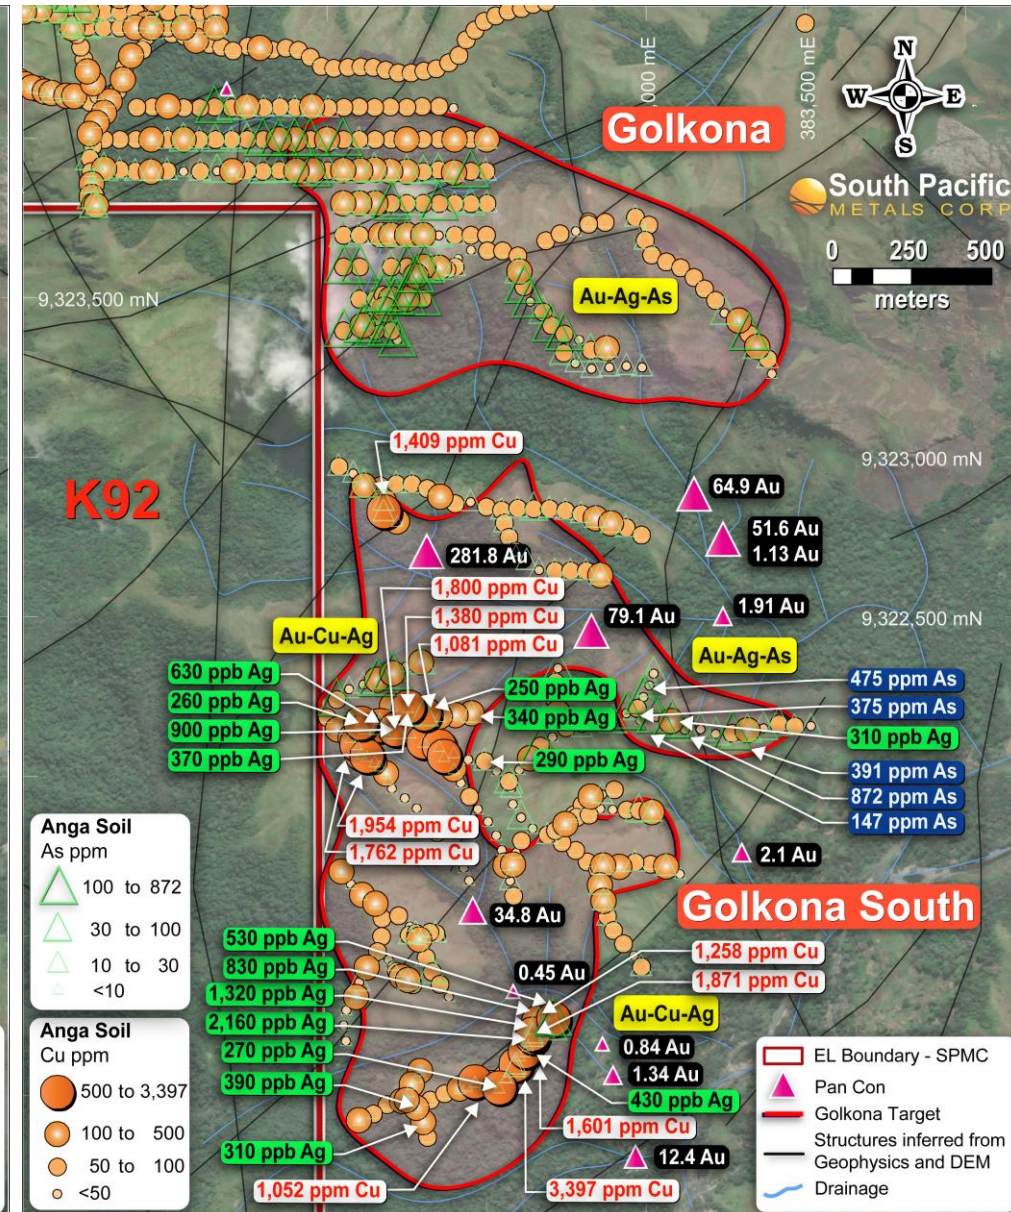 Golkona
N
W
E
S
,000 mE
383,500 mE
South Pacific
METALS CORP
0 250 500
meters
9,323,500 mN
Au-Ag-As
1,409 ppm Cu
9,323,000 mN
K92
64.9 Au
51.6 Au
1.13 Au
281.8 Au
1,800 ppm Cu
1,380 ppm Cu
1,081 ppm Cu
79.1 Au
1.91 Au
9,322,500 mN
Au-Cu-Ag
Au-Ag-As
630 ppb Ag
260 ppb Ag
900 ppb Ag
370 ppb Ag
250 ppb Ag
340 ppb Ag
290 ppb Ag
475 ppm As
375 ppm As
310 ppb Ag
391 ppm As
872 ppm As
147 ppm As
1,954 ppm Cu
1,762 ppm Cu
2.1 Au
34.8 Au
Golkona South
530 ppb Ag
830 ppb Ag
1,320 ppb Ag
2,160 ppb Ag
270 ppb Ag
390 ppb Ag
310 ppb Ag
0.45 Au
1,258 ppm Cu
1,871 ppm Cu
Au-Cu-Ag
0.84 Au
1.34 Au
430 ppb Ag
1,601 ppm Cu
12.4 Au
1,052 ppm Cu
3,397 ppm Cu
Anga Soil
As ppm
100 to 872
30 to 100
10 to 30
<10
Anga Soil
Cu ppm
500 to 3,397
100 to 500
50 to 100
<50
EL Boundary - SPMC
Pan Con
Golkona Target
Structures inferred from
Geophysics and DEM
Drainage